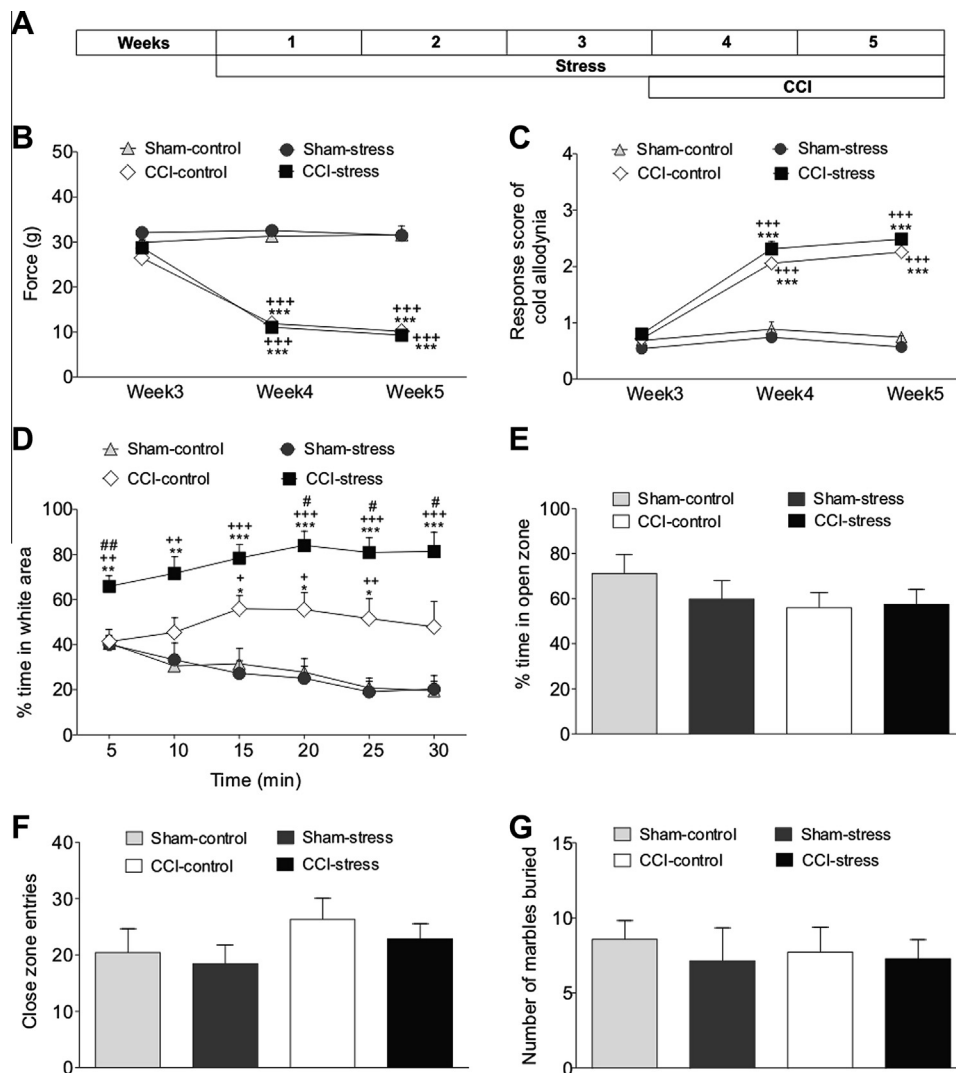 A
Weeks 1 2 3 4 5
Stress
CCI
B
Sham-control Sham-stress
CCI-control CCI-stress
Force (g)
50
40
30
20
10
0
+++
***
+++
***
+++
***
+++
***
Week3 Week4 Week5
C
Sham-control Sham-stress
CCI-control CCI-stress
Response score of
cold allodynia
4
3
2
1
0
+++
***
+++
***
+++
***
+++
***
Week3 Week4 Week5
D
Sham-control Sham-stress
CCI-control CCI-stress
% time in white area
100
80
60
40
20
0
##
++
**
++
**
+++
***
#
+++
***
#
+++
***
#
+++
***
+
*
+
*
++
*
5 10 15 20 25 30
Time (min)
E
Sham-control Sham-stress
CCI-control CCI-stress
% time in open zone
100
80
60
40
20
0
F
Sham-control Sham-stress
CCI-control CCI-stress
Close zone entries
40
30
20
10
0
G
Sham-control Sham-stress
CCI-control CCI-stress
Number of marbles buried
15
10
5
0